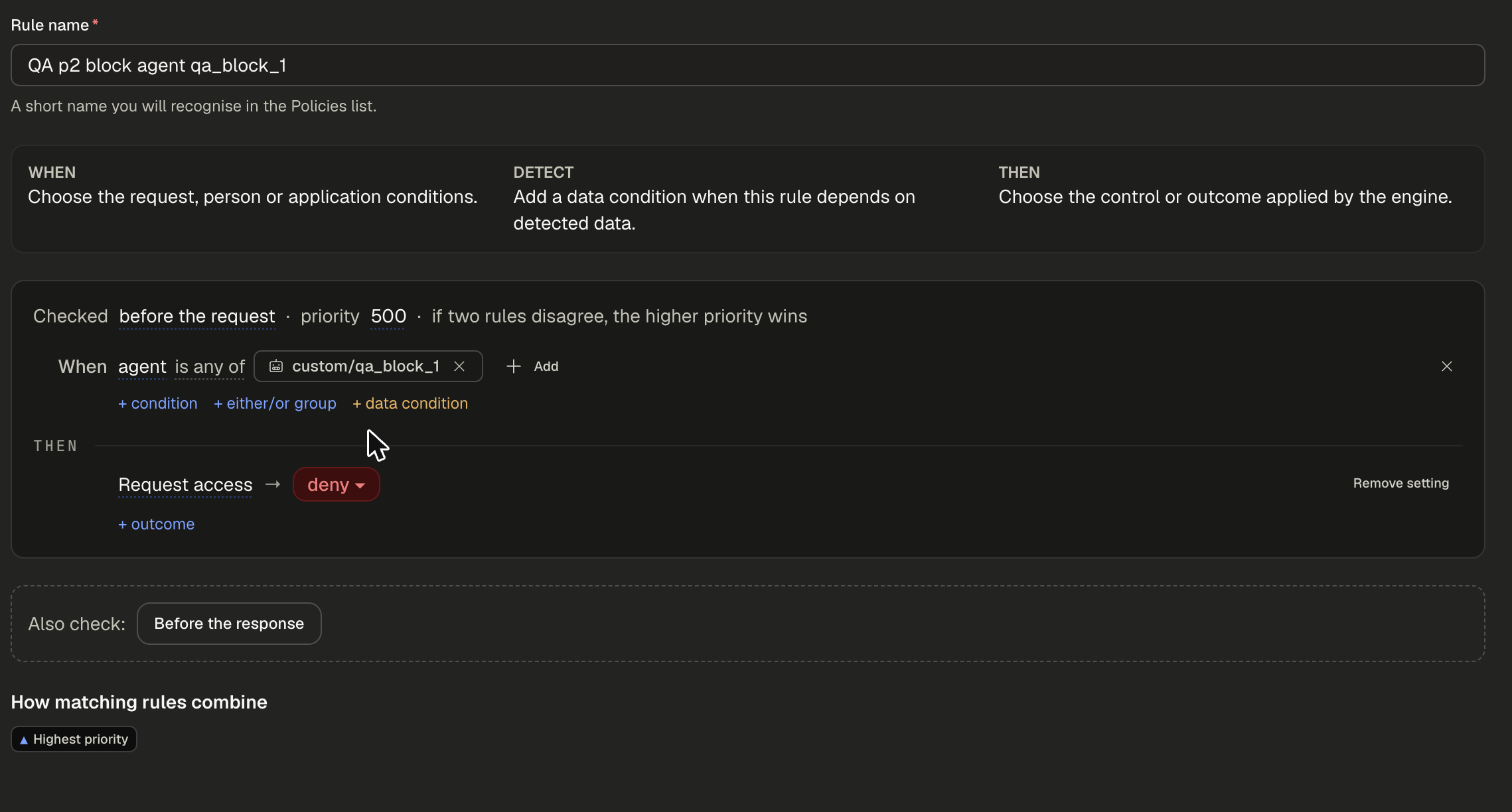 Rule name*
QA p2 block agent qa_block_1
A short name you will recognise in the Policies list.
WHEN
Choose the request, person or application conditions.
DETECT
Add a data condition when this rule depends on
detected data.
THEN
Choose the control or outcome applied by the engine.
Checked before the request · priority 500 · if two rules disagree, the higher priority wins
When agent is any of custom/qa_block_1 × + Add ×
+ condition + either/or group + data condition
THEN
Request access → deny Remove setting
+ outcome
Also check: Before the response
How matching rules combine
▲ Highest priority